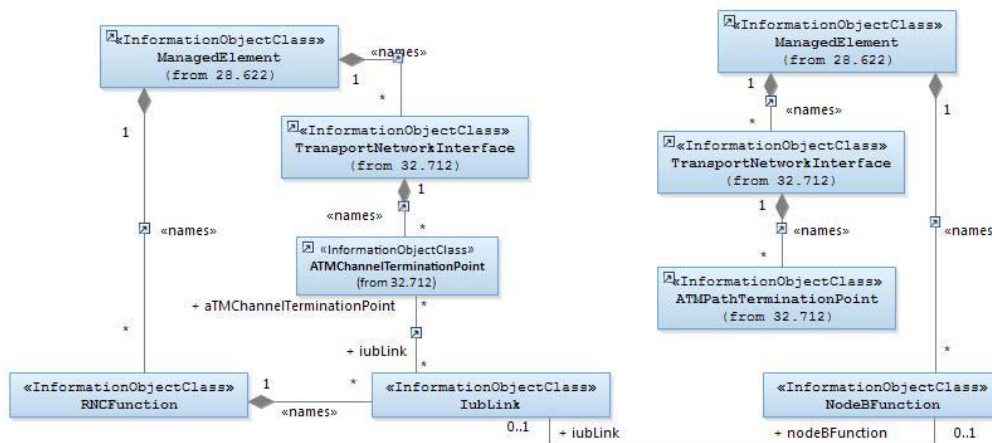 «InformationObjectClass»
ManagedElement
(from 28.622)
1
«names»
*
1
«InformationObjectClass»
TransportNetworkInterface
(from 32.712)
1
«names»
*
«names»
«InformationObjectClass»
ATMChannelTerminationPoint
(from 32.712)
+ aTMChannelTerminationPoint
*
+ iubLink
*
*
«InformationObjectClass»
RNCFunction
1
«names»
*
«InformationObjectClass»
IubLink
0..1
+ iubLink
«InformationObjectClass»
ManagedElement
(from 28.622)
1
«names»
*
1
«InformationObjectClass»
TransportNetworkInterface
(from 32.712)
1
«names»
*
«names
«InformationObjectClass»
ATMPathTerminationPoint
(from 32.712)
*
«InformationObjectClass»
NodeBFunction
+ nodeBFunction
0..1